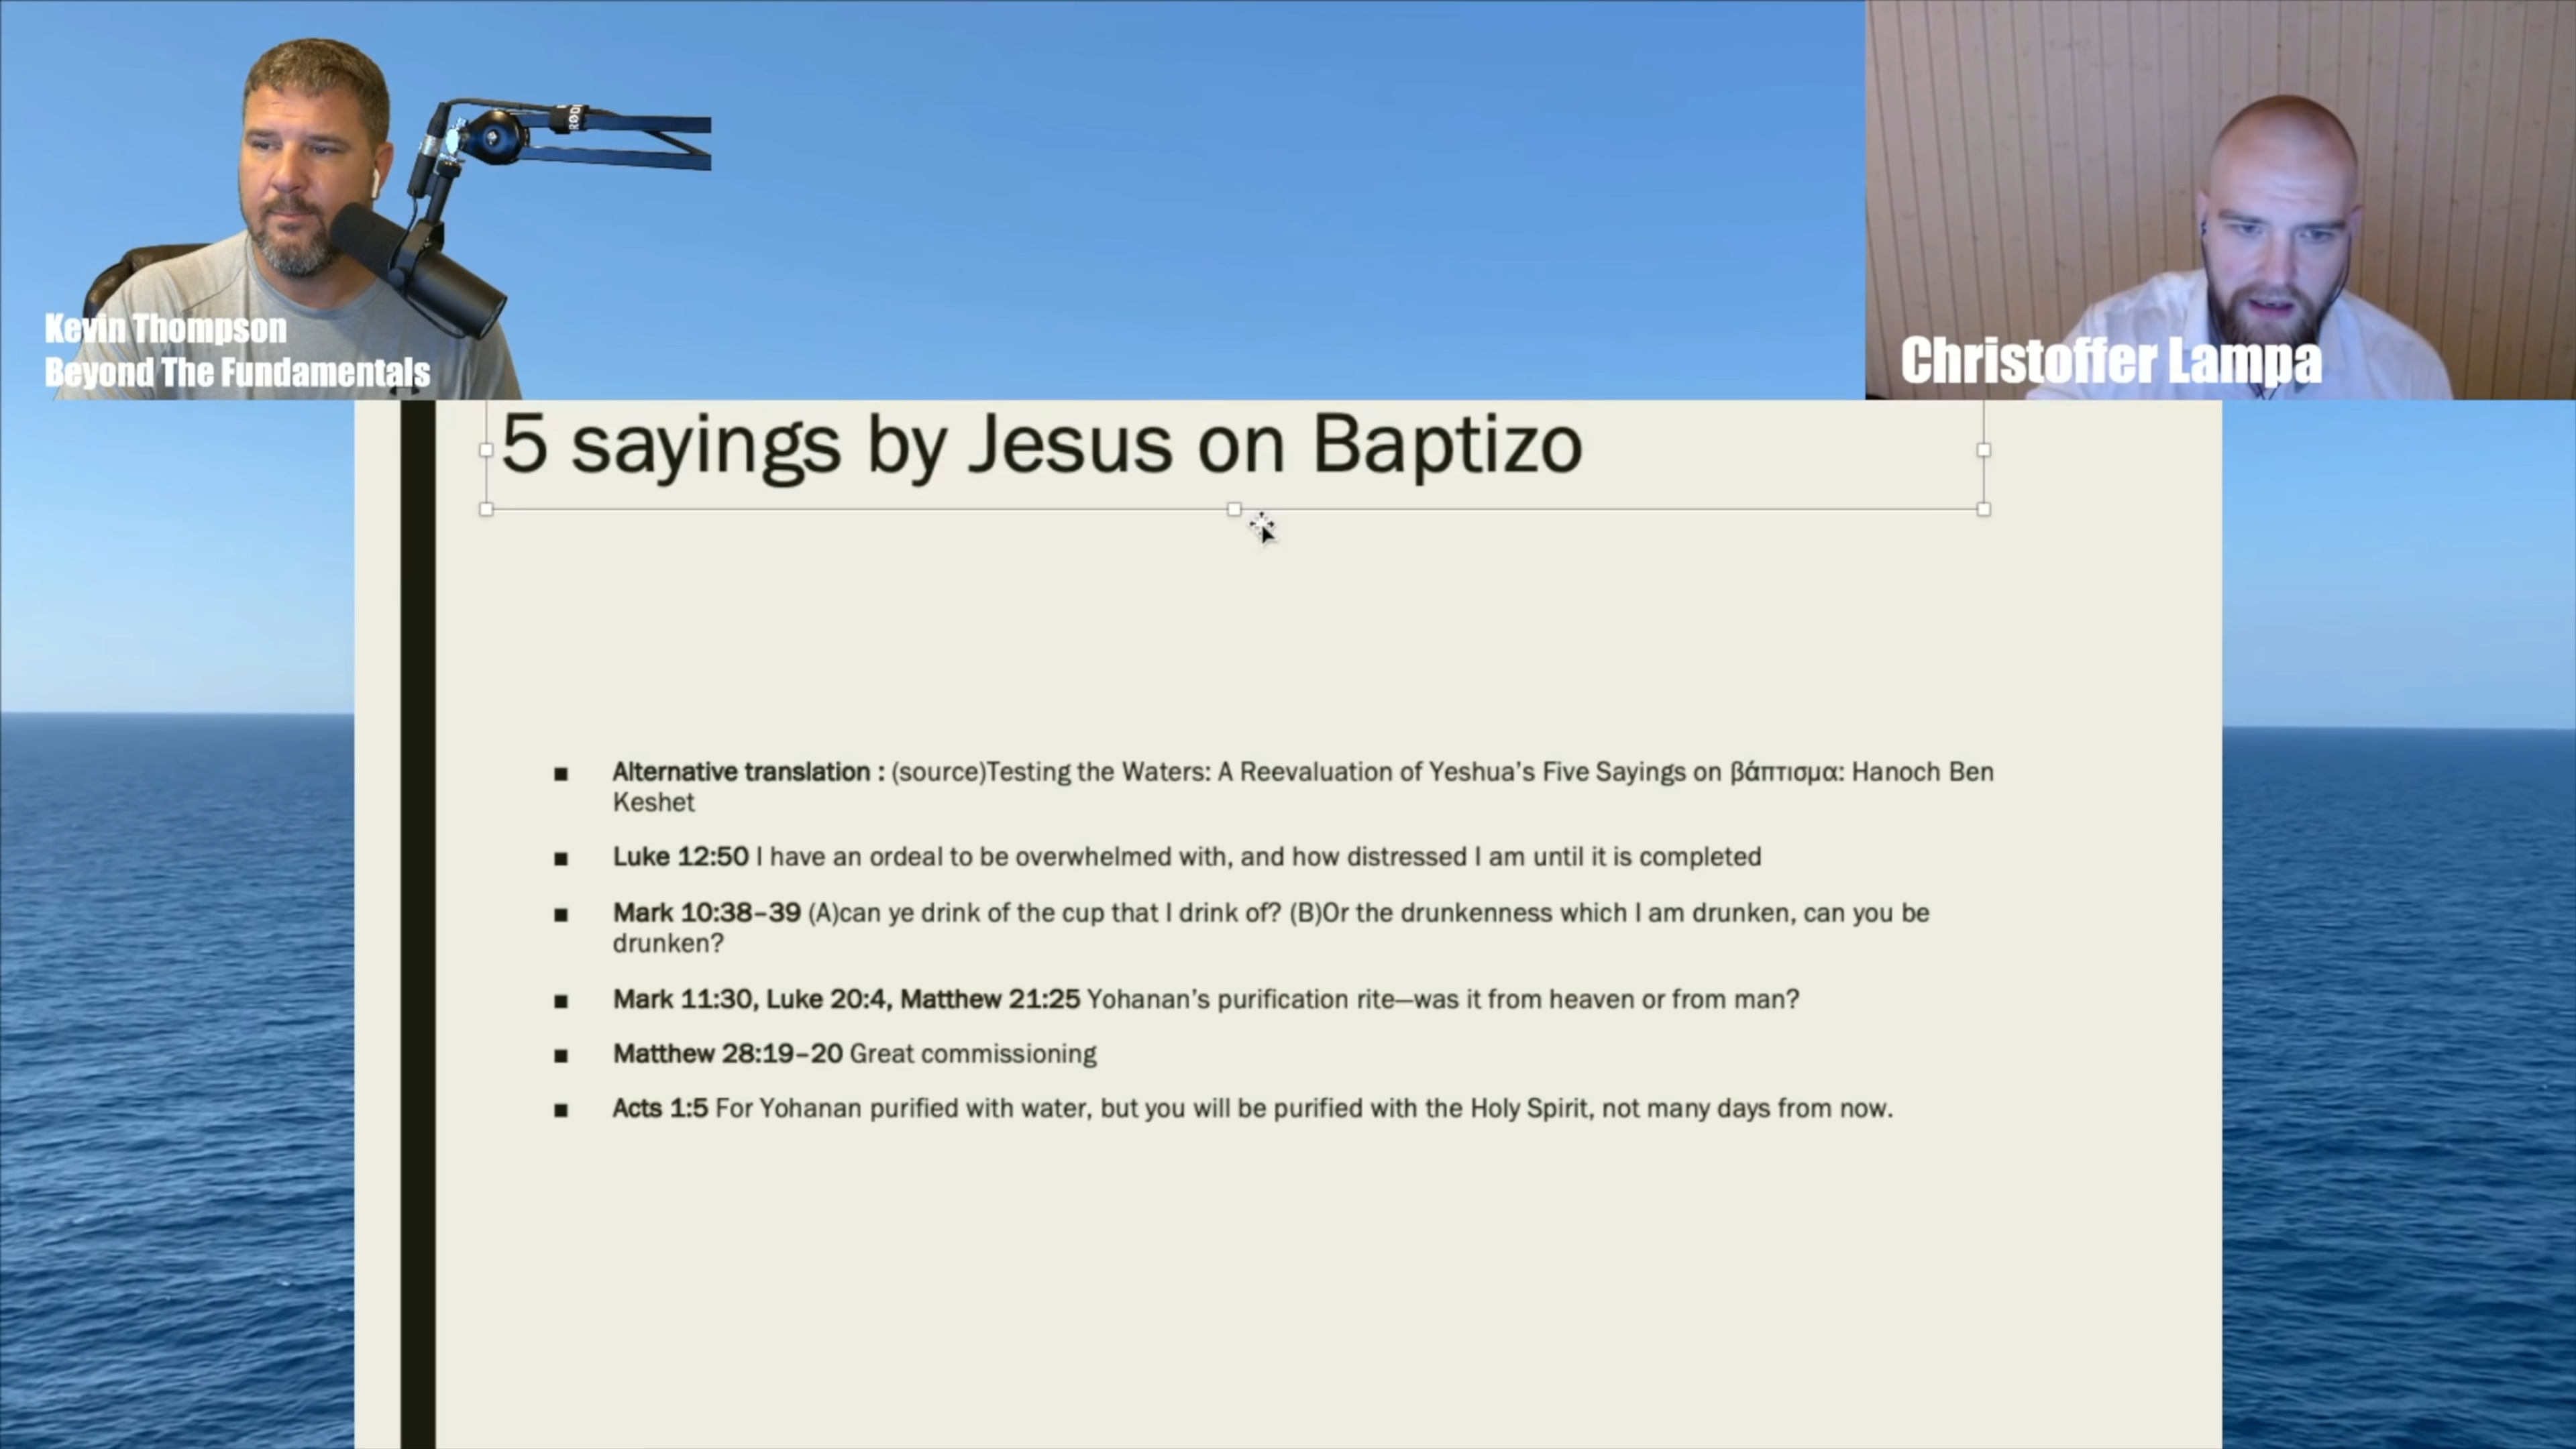 RØDE
Kevin Thompson
Beyond The Fundamentals
Christoffer Lampa
5 sayings by Jesus on Baptizo
■ Alternative translation : (source)Testing the Waters: A Reevaluation of Yeshua's Five Sayings on βάπτισμα: Hanoch Ben
Keshet
■ Luke 12:50 I have an ordeal to be overwhelmed with, and how distressed I am until it is completed
■ Mark 10:38–39 (A)can ye drink of the cup that I drink of? (B)Or the drunkenness which I am drunken, can you be
drunken?
■ Mark 11:30, Luke 20:4, Matthew 21:25 Yohanan's purification rite—was it from heaven or from man?
■ Matthew 28:19–20 Great commissioning
■ Acts 1:5 For Yohanan purified with water, but you will be purified with the Holy Spirit, not many days from now.